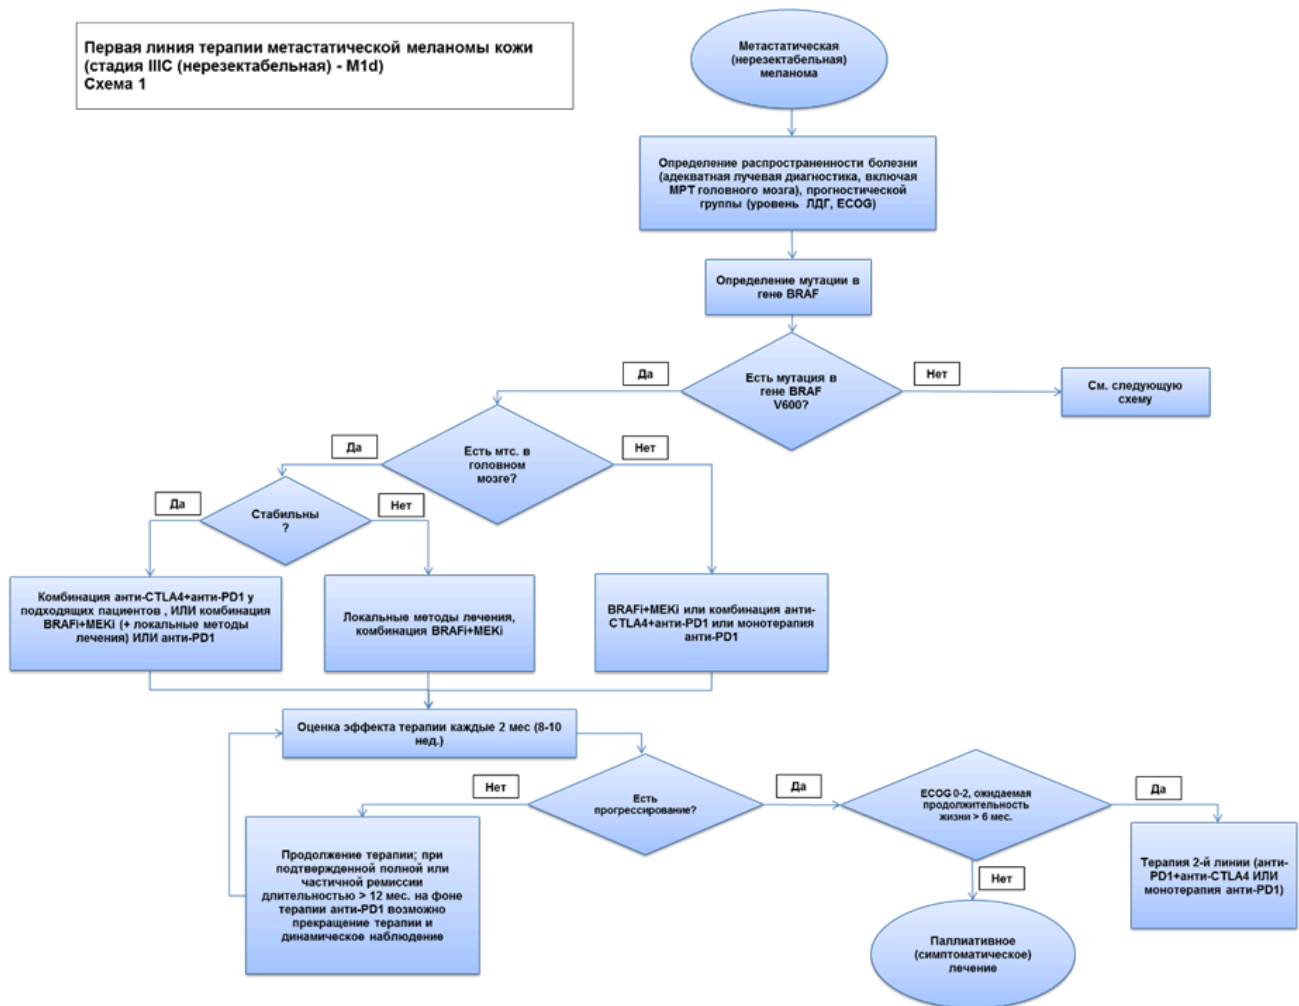 Первая линия терапии метастатической меланомы кожи
(стадия IIIC (нерезектабельная) - M1d)
Схема 1
Метастатическая
(нерезектабельная)
меланома
Определение распространенности болезни
(адекватная лучевая диагностика, включая
МРТ головного мозга), прогностической
группы (уровень ЛДГ, ECOG)
Определение мутации в
гене BRAF
Есть мутация в
гене BRAF
V600?
Да
Нет
См. следующую
схему
Есть мтс. в
головном
мозге?
Да
Нет
Стабильны
?
Да
Нет
Комбинация анти-CTLA4+анти-PD1 у
подходящих пациентов , ИЛИ комбинация
BRAFi+MEKi (+ локальные методы
лечения) ИЛИ анти-PD1
Локальные методы лечения,
комбинация BRAFi+MEKi
BRAFi+MEKi или комбинация анти-
CTLA4+анти-PD1 или монотерапия
анти-PD1
Оценка эффекта терапии каждые 2 мес (8-10
нед.)
Есть
прогрессирование?
Нет
Да
ECOG 0-2, ожидаемая
продолжительность
жизни > 6 мес.
Да
Нет
Продолжение терапии; при
подтвержденной полной или
частичной ремиссии
длительностью > 12 мес. на фоне
терапии анти-PD1 возможно
прекращение терапии и
динамическое наблюдение
Терапия 2-й линии (анти-
PD1+анти-CTLA4 ИЛИ
монотерапия анти-PD1)
Паллиативное
(симптоматическое)
лечение